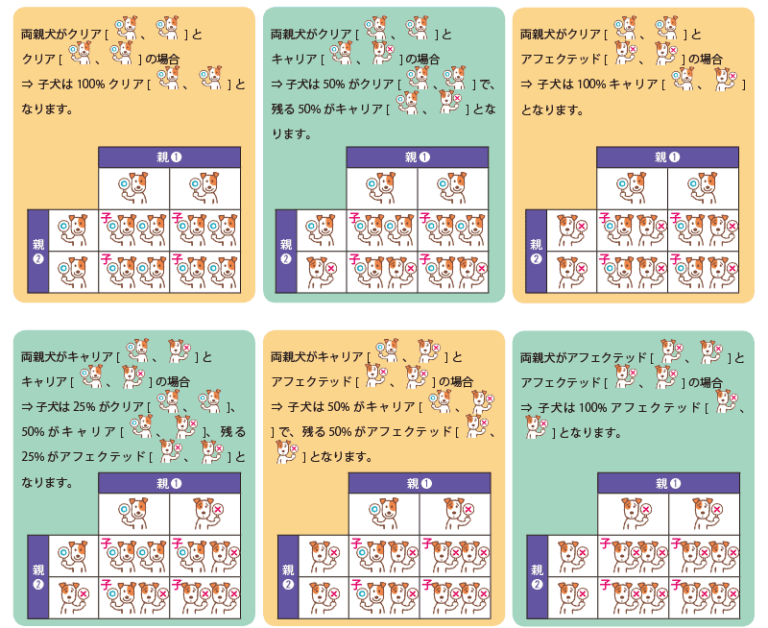 両親犬がクリア [ 、 ] と
クリア [ 、 ] の場合
⇒ 子犬は 100% クリア [ 、 ] と
なります。
親❶
親❷
子 子
子 子
両親犬がクリア [ 、 ] と
キャリア [ 、 ] の場合
⇒ 子犬は 50% がクリア [ 、 ] で、
残る 50% がキャリア [ 、 ] とな
ります。
親❶
親❷
子 子
子 子
両親犬がクリア [ 、 ] と
アフェクテッド [ 、 ] の場合
⇒ 子犬は 100% キャリア [ 、 ]
となります。
親❶
親❷
子 子
子 子
両親犬がキャリア [ 、 ] と
キャリア [ 、 ] の場合
⇒ 子犬は 25% がクリア [ 、 ]、
50% がキャリア [ 、 ]、残る
25% がアフェクテッド [ 、 ] と
なります。
親❶
親❷
子 子
子 子
両親犬がキャリア [ 、 ] と
アフェクテッド [ 、 ] の場合
⇒ 子犬は 50% がキャリア [ 、
] で、残る 50% がアフェクテッド [ 、
] となります。
親❶
親❷
子 子
子 子
両親犬がアフェクテッド [ 、 ] と
アフェクテッド [ 、 ] の場合
⇒ 子犬は 100% アフェクテッド [ 、
] となります。
親❶
親❷
子 子
子 子